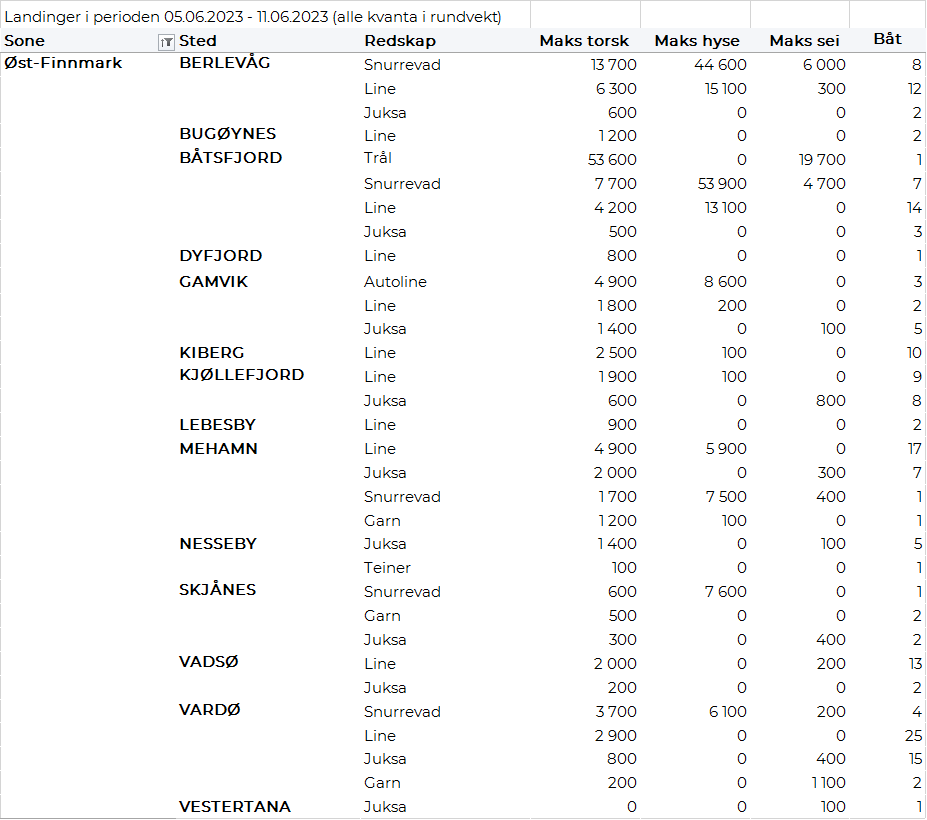 Landinger i perioden 05.06.2023 - 11.06.2023 (alle kvanta i rundvekt)
Sone Sted Redskap Maks torsk Maks hyse Maks sei Båt
Øst-Finnmark BERLEVÅG Snurrevad 13 700 44 600 6 000 8
Line 6 300 15 100 300 12
Juksa 600 0 0 2
BUGØYNES Line 1 200 0 0 2
BÅTSFJORD Trål 53 600 0 19 700 1
Snurrevad 7 700 53 900 4 700 7
Line 4 200 13 100 0 14
Juksa 500 0 0 3
DYFJORD Line 800 0 0 1
GAMVIK Autoline 4 900 8 600 0 3
Line 1 800 200 0 2
Juksa 1 400 0 100 5
KIBERG Line 2 500 100 0 10
KJØLLEFJORD Line 1 900 100 0 9
Juksa 600 0 800 8
LEBESBY Line 900 0 0 2
MEHAMN Line 4 900 5 900 0 17
Juksa 2 000 0 300 7
Snurrevad 1 700 7 500 400 1
Garn 1 200 100 0 1
NESSEBY Juksa 1 400 0 100 5
Teiner 100 0 0 1
SKJÅNES Snurrevad 600 7 600 0 1
Garn 500 0 0 2
Juksa 300 0 400 2
VADSØ Line 2 000 0 200 13
Juksa 200 0 0 2
VARDØ Snurrevad 3 700 6 100 200 4
Line 2 900 0 0 25
Juksa 800 0 400 15
Garn 200 0 1 100 2
VESTERTANA Juksa 0 0 100 1